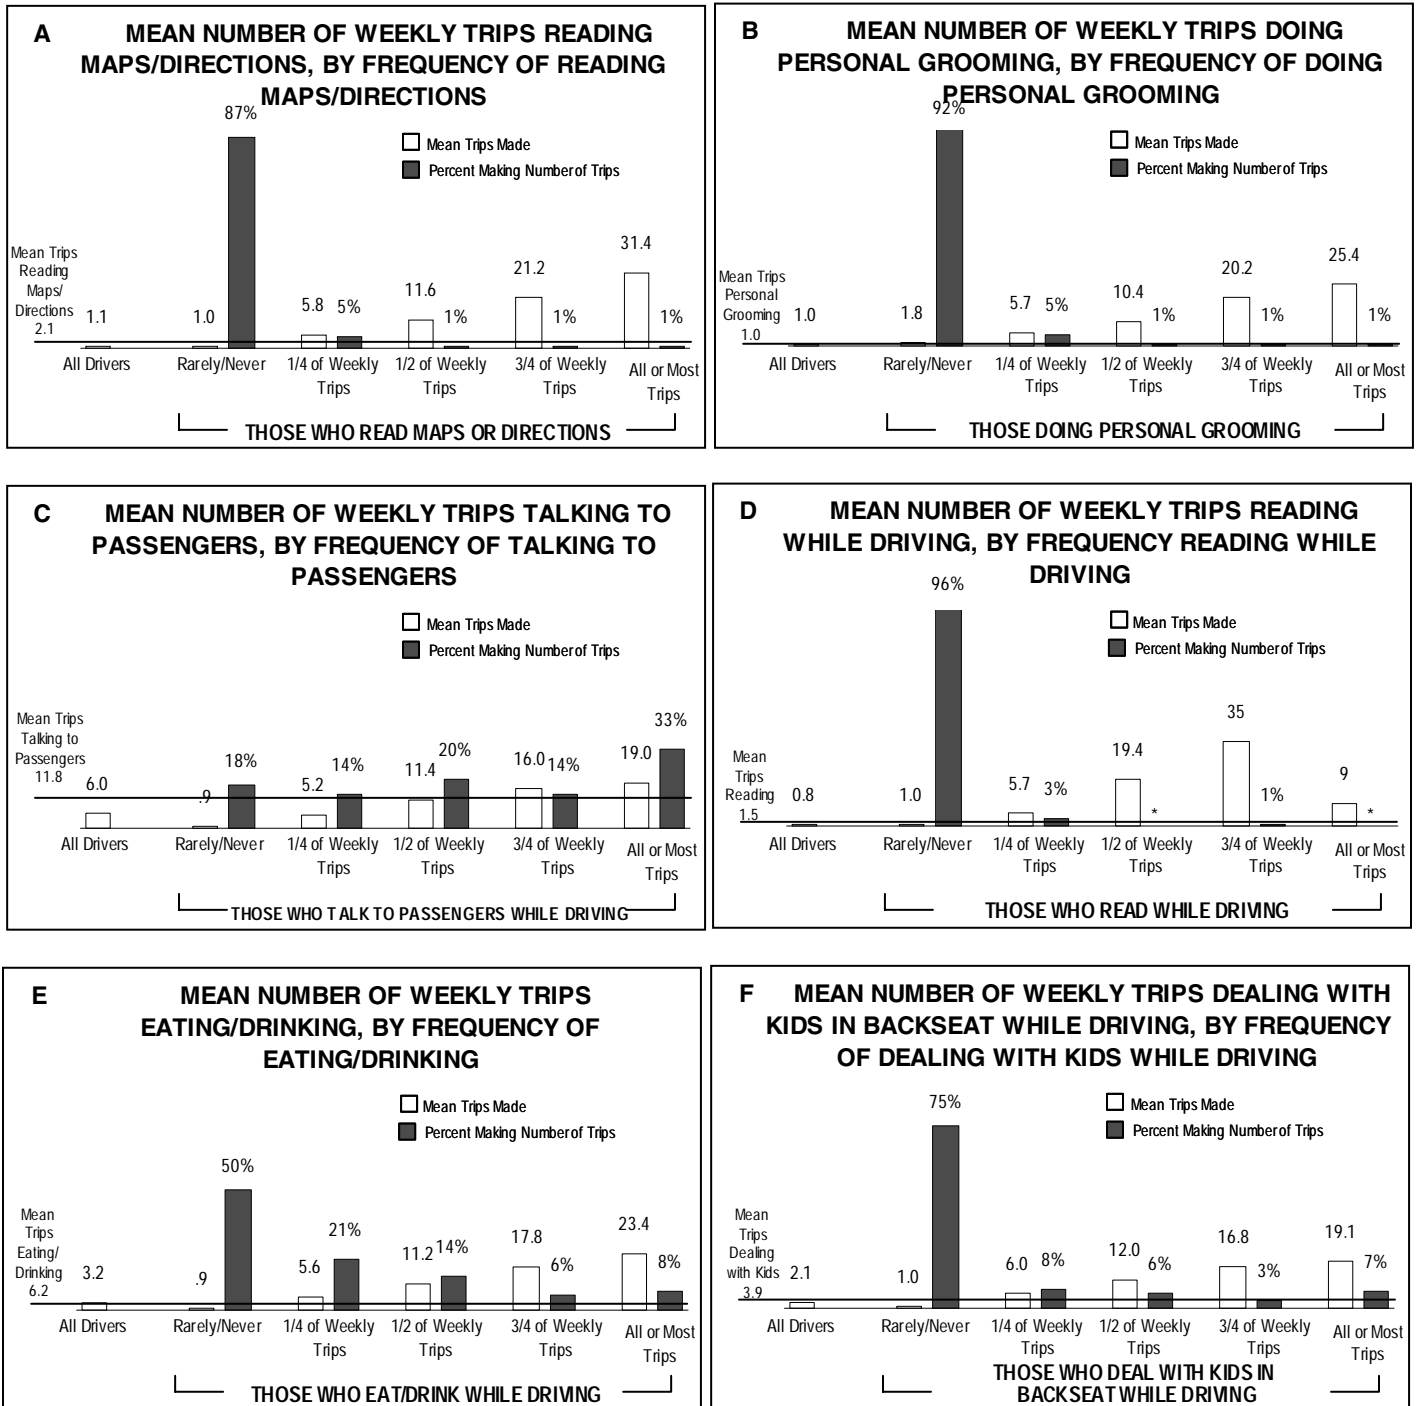 A
MEAN NUMBER OF WEEKLY TRIPS READING
MAPS/DIRECTIONS, BY FREQUENCY OF READING
MAPS/DIRECTIONS
87%
Mean Trips Made
Percent Making Number of Trips
Mean Trips
Reading
Maps/
Directions
2.1
1.1
1.0
5.8
5%
11.6
1%
21.2
1%
31.4
1%
All Drivers
Rarely/Never
1/4 of Weekly
Trips
1/2 of Weekly
Trips
3/4 of Weekly
Trips
All or Most
Trips
THOSE WHO READ MAPS OR DIRECTIONS
B
MEAN NUMBER OF WEEKLY TRIPS DOING
PERSONAL GROOMING, BY FREQUENCY OF DOING
PERSONAL GROOMING
92%
Mean Trips Made
Percent Making Number of Trips
Mean Trips
Personal
Grooming
1.0
1.0
1.8
5.7
5%
10.4
1%
20.2
1%
25.4
1%
All Drivers
Rarely/Never
1/4 of Weekly
Trips
1/2 of Weekly
Trips
3/4 of Weekly
Trips
All or Most
Trips
THOSE DOING PERSONAL GROOMING
C
MEAN NUMBER OF WEEKLY TRIPS TALKING TO
PASSENGERS, BY FREQUENCY OF TALKING TO
PASSENGERS
Mean Trips Made
Percent Making Number of Trips
Mean Trips
Talking to
Passengers
11.8
6.0
.9
18%
5.2
14%
11.4
20%
16.0
14%
19.0
33%
All Drivers
Rarely/Never
1/4 of Weekly
Trips
1/2 of Weekly
Trips
3/4 of Weekly
Trips
All or Most
Trips
THOSE WHO TALK TO PASSENGERS WHILE DRIVING
D
MEAN NUMBER OF WEEKLY TRIPS READING
WHILE DRIVING, BY FREQUENCY READING WHILE
DRIVING
96%
Mean Trips Made
Percent Making Number of Trips
Mean
Trips
Reading
1.5
0.8
1.0
5.7
3%
19.4
*
35
1%
9
*
All Drivers
Rarely/Never
1/4 of Weekly
Trips
1/2 of Weekly
Trips
3/4 of Weekly
Trips
All or Most
Trips
THOSE WHO READ WHILE DRIVING
E
MEAN NUMBER OF WEEKLY TRIPS
EATING/DRINKING, BY FREQUENCY OF
EATING/DRINKING
Mean Trips Made
Percent Making Number of Trips
Mean
Trips
Eating/
Drinking
6.2
3.2
.9
50%
5.6
21%
11.2
14%
17.8
6%
23.4
8%
All Drivers
Rarely/Never
1/4 of Weekly
Trips
1/2 of Weekly
Trips
3/4 of Weekly
Trips
All or Most
Trips
THOSE WHO EAT/DRINK WHILE DRIVING
F
MEAN NUMBER OF WEEKLY TRIPS DEALING WITH
KIDS IN BACKSEAT WHILE DRIVING, BY FREQUENCY
OF DEALING WITH KIDS WHILE DRIVING
75%
Mean Trips Made
Percent Making Number of Trips
Mean
Trips
Dealing
with Kids
3.9
2.1
1.0
6.0
8%
12.0
6%
16.8
3%
19.1
7%
All Drivers
Rarely/Never
1/4 of Weekly
Trips
1/2 of Weekly
Trips
3/4 of Weekly
Trips
All or Most
Trips
THOSE WHO DEAL WITH KIDS IN
BACKSEAT WHILE DRIVING